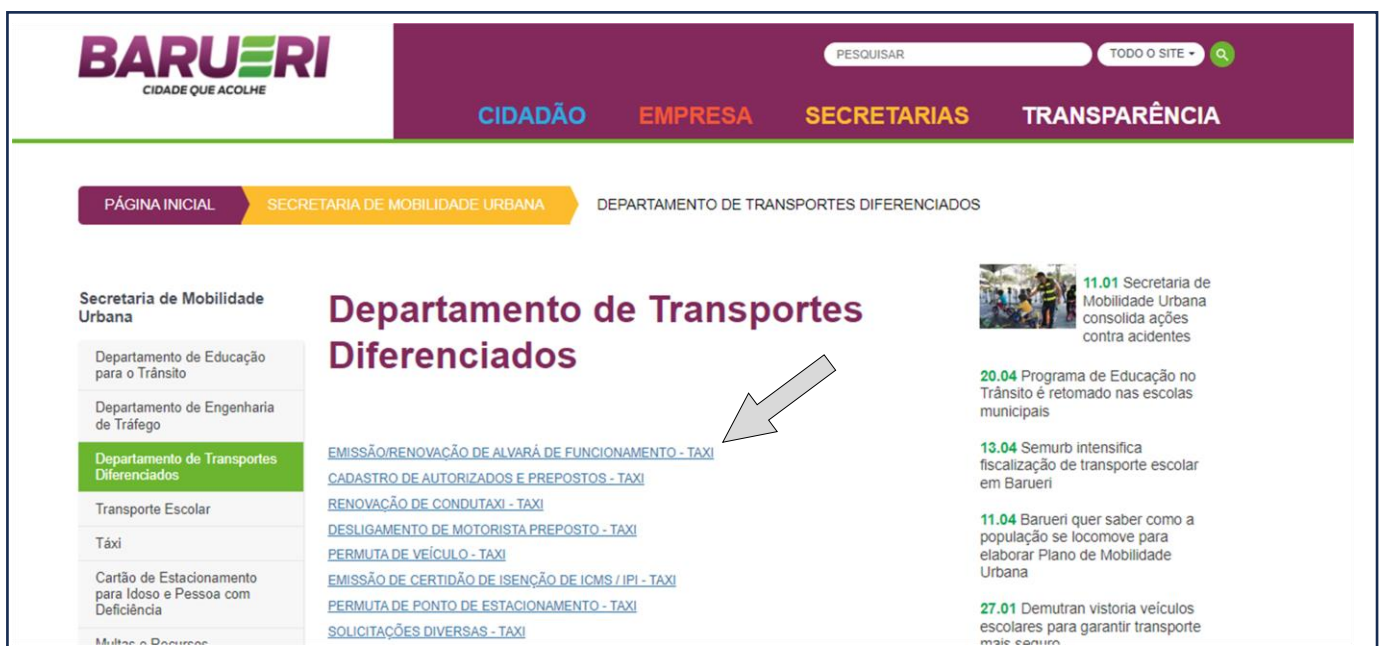 BARUERI
CIDADE QUE ACOLHE
PESQUISAR
TODO O SITE
CIDADÃO
EMPRESA
SECRETARIAS
TRANSPARÊNCIA
PÁGINA INICIAL
SECRETARIA DE MOBILIDADE URBANA
DEPARTAMENTO DE TRANSPORTES DIFERENCIADOS
Secretaria de Mobilidade
Urbana
Departamento de Educação
para o Trânsito
Departamento de Engenharia
de Tráfego
Departamento de Transportes
Diferenciados
Transporte Escolar
Táxi
Cartão de Estacionamento
para Idoso e Pessoa com
Deficiência
Multas e Recursos
Departamento de Transportes
Diferenciados
EMISSÃO/RENOVAÇÃO DE ALVARÁ DE FUNCIONAMENTO - TAXI
CADASTRO DE AUTORIZADOS E PREPOSTOS - TAXI
RENOVAÇÃO DE CONDUTAXI - TAXI
DESLIGAMENTO DE MOTORISTA PREPOSTO - TAXI
PERMUTA DE VEÍCULO - TAXI
EMISSÃO DE CERTIDÃO DE ISENÇÃO DE ICMS / IPI - TAXI
PERMUTA DE PONTO DE ESTACIONAMENTO - TAXI
SOLICITAÇÕES DIVERSAS - TAXI
11.01 Secretaria de
Mobilidade Urbana
consolida ações
contra acidentes
20.04 Programa de Educação no
Trânsito é retomado nas escolas
municipais
13.04 Semurb intensifica
fiscalização de transporte escolar
em Barueri
11.04 Barueri quer saber como a
população se locomove para
elaborar Plano de Mobilidade
Urbana
27.01 Demutran vistoria veículos
escolares para garantir transporte
mais seguro